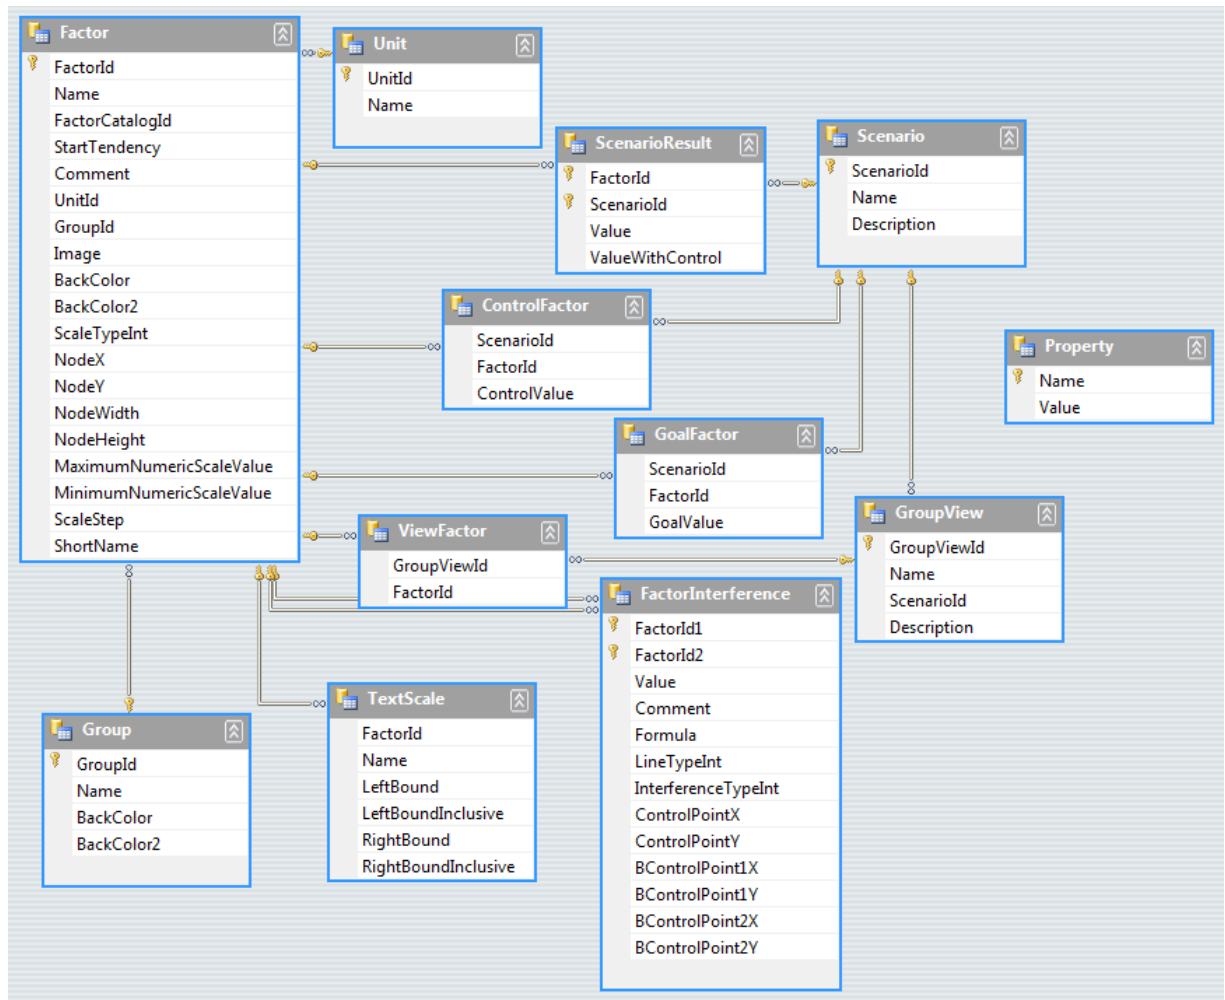 Factor
FactorId
Name
FactorCatalogId
StartTendency
Comment
UnitId
GroupId
Image
BackColor
BackColor2
ScaleTypeInt
NodeX
NodeY
NodeWidth
NodeHeight
MaximumNumericScaleValue
MinimumNumericScaleValue
ScaleStep
ShortName
Unit
UnitId
Name
ScenarioResult
FactorId
ScenarioId
Value
ValueWithControl
Scenario
ScenarioId
Name
Description
ControlFactor
ScenarioId
FactorId
ControlValue
Property
Name
Value
GoalFactor
ScenarioId
FactorId
GoalValue
ViewFactor
GroupViewId
FactorId
GroupView
GroupViewId
Name
ScenarioId
Description
FactorInterference
FactorId1
FactorId2
Value
Comment
Formula
LineTypeInt
InterferenceTypeInt
ControlPointX
ControlPointY
BControlPoint1X
BControlPoint1Y
BControlPoint2X
BControlPoint2Y
TextScale
FactorId
Name
LeftBound
LeftBoundInclusive
RightBound
RightBoundInclusive
Group
GroupId
Name
BackColor
BackColor2